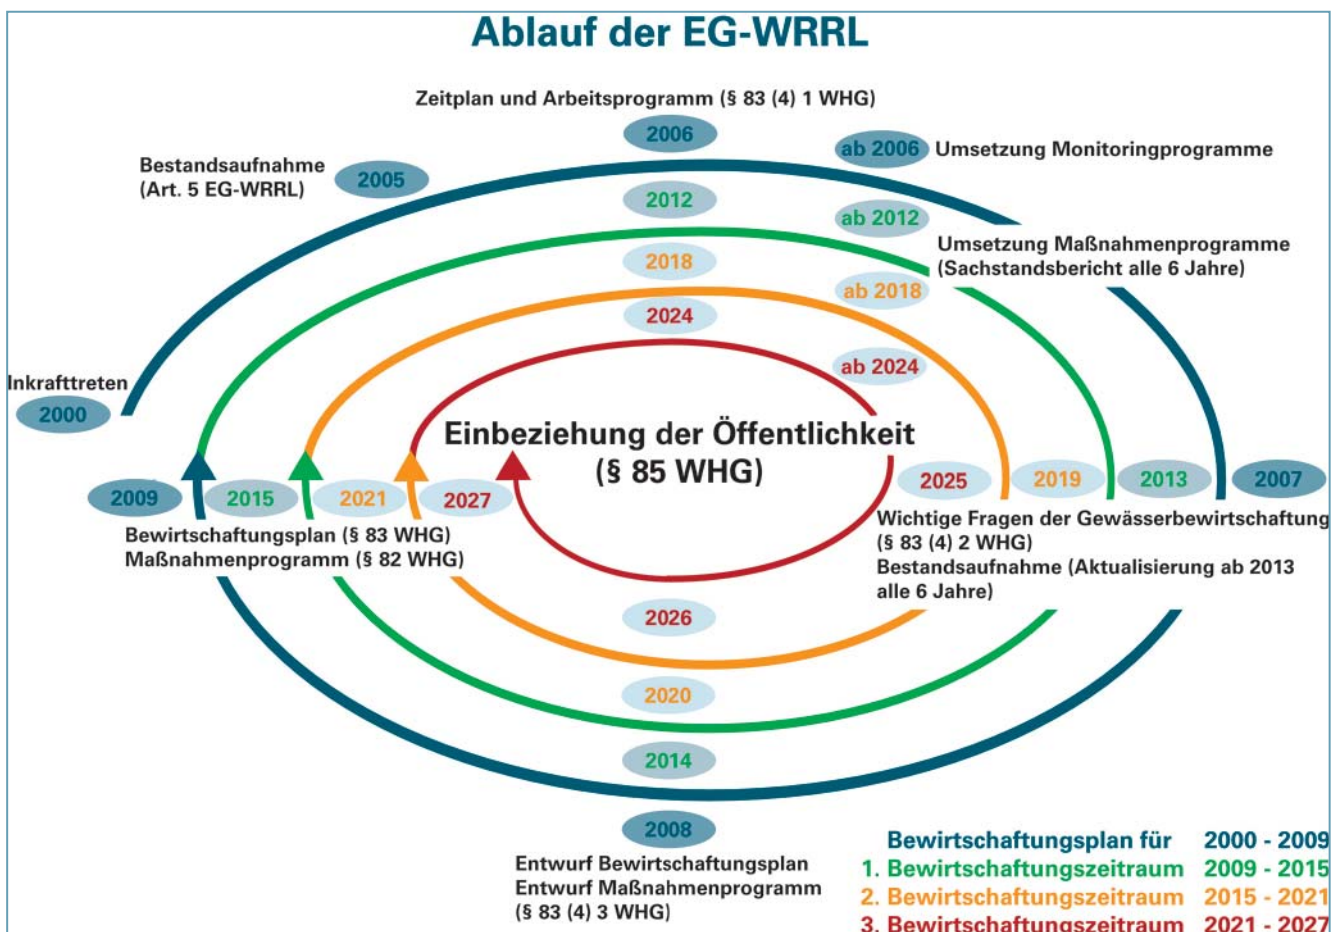 Ablauf der EG-WRRL
Zeitplan und Arbeitsprogramm (§ 83 (4) 1 WHG)
2006
ab 2006 Umsetzung Monitoringprogramme
Bestandsaufnahme
(Art. 5 EG-WRRL)
2005
2012
ab 2012
Umsetzung Maßnahmenprogramme
(Sachstandsbericht alle 6 Jahre)
2018
ab 2018
2024
ab 2024
Inkrafttreten
2000
Einbeziehung der Öffentlichkeit
(§ 85 WHG)
2009 2015 2021 2027
2025 2019 2013 2007
Bewirtschaftungsplan (§ 83 WHG)
Maßnahmenprogramm (§ 82 WHG)
Wichtige Fragen der Gewässerbewirtschaftung
(§ 83 (4) 2 WHG)
Bestandsaufnahme (Aktualisierung ab 2013
alle 6 Jahre)
2026
2020
2014
2008
Entwurf Bewirtschaftungsplan
Entwurf Maßnahmenprogramm
(§ 83 (4) 3 WHG)
Bewirtschaftungsplan für 2000 - 2009
1. Bewirtschaftungszeitraum 2009 - 2015
2. Bewirtschaftungszeitraum 2015 - 2021
3. Bewirtschaftungszeitraum 2021 - 2027